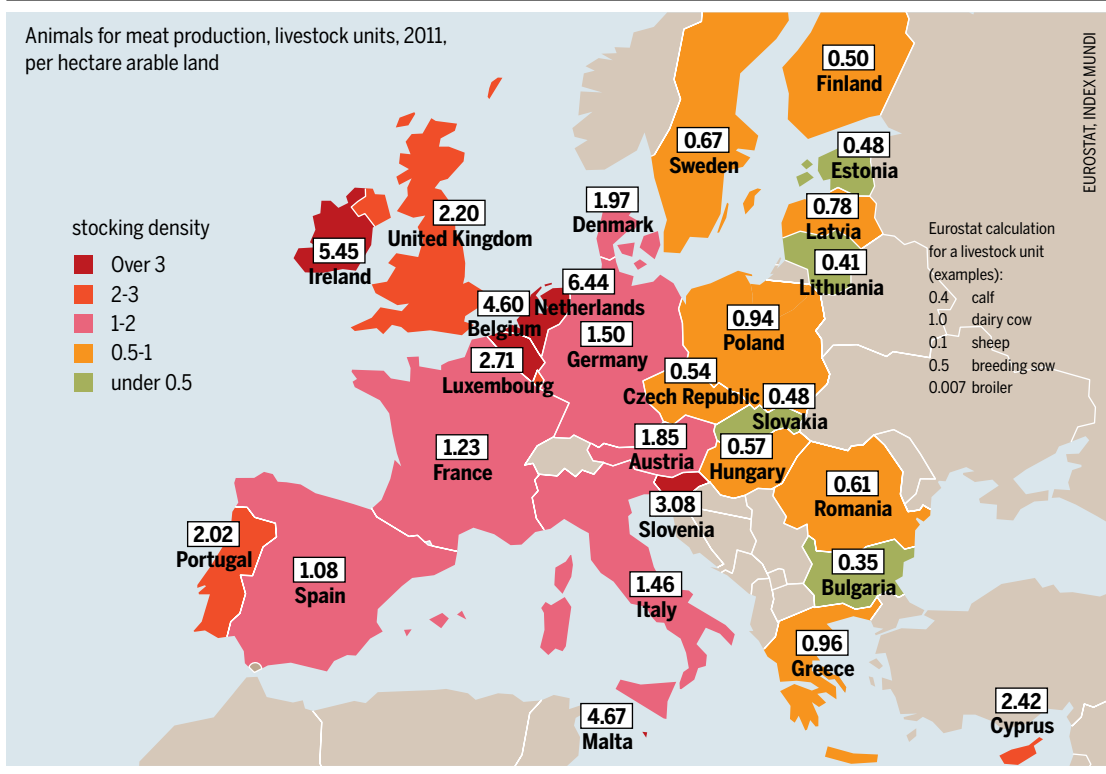 Animals for meat production, livestock units, 2011,
per hectare arable land
EUROSTAT, INDEX MUNDI
stocking density
Over 3
2-3
1-2
0.5-1
under 0.5
0.50
Finland
0.67
Sweden
0.48
Estonia
0.78
Latvia
0.41
Lithuania
1.97
Denmark
2.20
United Kingdom
5.45
Ireland
6.44
Netherlands
4.60
Belgium
2.71
Luxembourg
1.50
Germany
0.94
Poland
0.54
Czech Republic
0.48
Slovakia
1.85
Austria
0.57
Hungary
1.23
France
3.08
Slovenia
0.61
Romania
0.35
Bulgaria
2.02
Portugal
1.08
Spain
1.46
Italy
0.96
Greece
4.67
Malta
2.42
Cyprus
Eurostat calculation
for a livestock unit
(examples):
0.4 calf
1.0 dairy cow
0.1 sheep
0.5 breeding sow
0.007 broiler